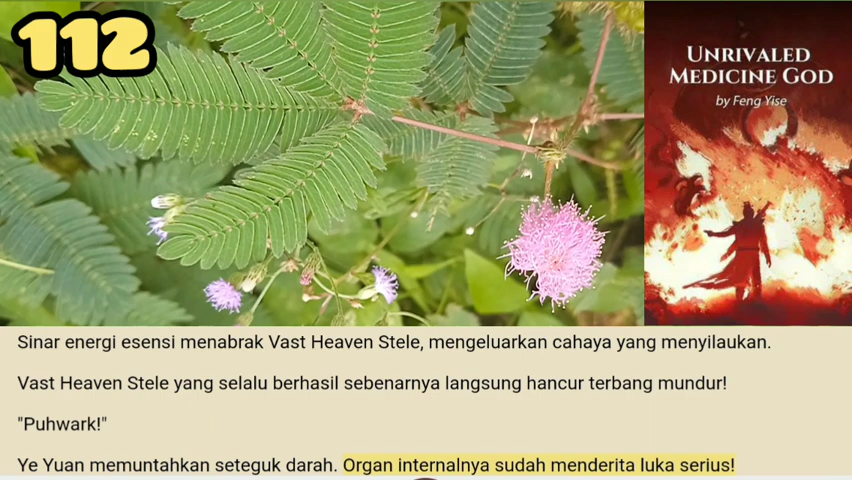 112
UNRIVALED
MEDICINE GOD
by Feng Yise
Sinar energi esensi menabrak Vast Heaven Stele, mengeluarkan cahaya yang menyilaukan.
Vast Heaven Stele yang selalu berhasil sebenarnya langsung hancur terbang mundur!
"Puhwark!"
Ye Yuan memuntahkan seteguk darah. Organ internalnya sudah menderita luka serius!